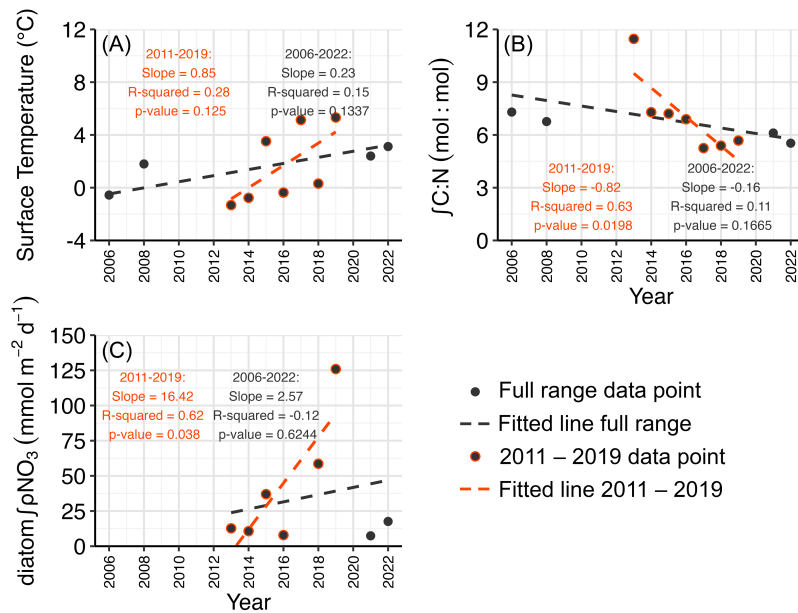 Surface Temperature (°C)
12
8
4
0
-4
(A)
2011-2019:
Slope = 0.85
R-squared = 0.28
p-value = 0.125
2006-2022:
Slope = 0.23
R-squared = 0.15
p-value = 0.1337
2006
2008
2010
2012
2014
2016
2018
2020
2022
∫C:N (mol : mol)
12
9
6
3
0
(B)
2011-2019:
Slope = -0.82
R-squared = 0.63
p-value = 0.0198
2006-2022:
Slope = -0.16
R-squared = 0.11
p-value = 0.1665
2006
2008
2010
2012
2014
2016
2018
2020
2022
Year
diatom ∫ρNO₃ (mmol m⁻² d⁻¹)
150
125
100
75
50
25
0
(C)
2011-2019:
Slope = 16.42
R-squared = 0.62
p-value = 0.038
2006-2022:
Slope = 2.57
R-squared = -0.12
p-value = 0.6244
2006
2008
2010
2012
2014
2016
2018
2020
2022
Year
Full range data point
Fitted line full range
2011 – 2019 data point
Fitted line 2011 – 2019